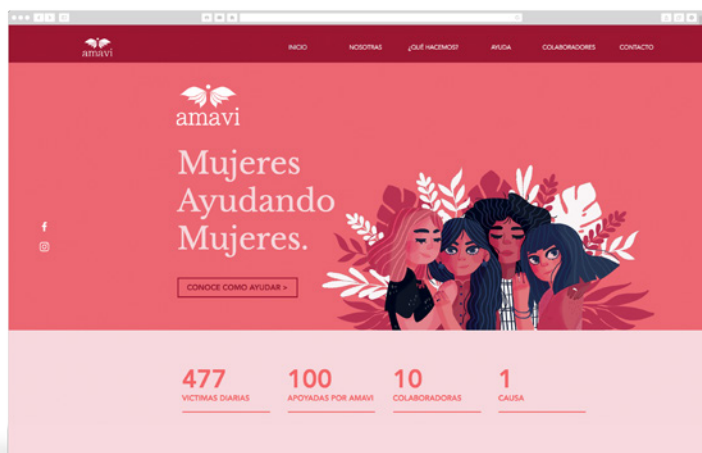 amavi
INICIO NOSOTRAS ¿QUÉ HACEMOS? AYUDA COLABORADORES CONTACTO
amavi
Mujeres
Ayudando
Mujeres.
CONOCE COMO AYUDAR >
477 100 10 1
VICTIMAS DIARIAS APOYADAS POR AMAVI COLABORADORAS CAUSA